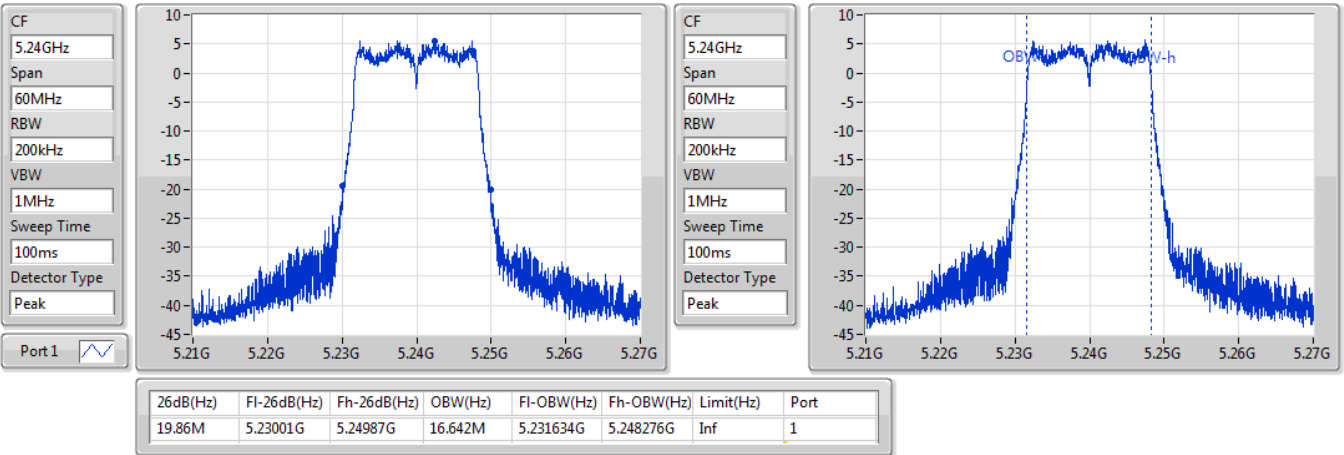 CF
5.24GHz
Span
60MHz
RBW
200kHz
VBW
1MHz
Sweep Time
100ms
Detector Type
Peak
Port 1
10
5
0
-5
-10
-15
-20
-25
-30
-35
-40
-45
5.21G 5.22G 5.23G 5.24G 5.25G 5.26G 5.27G
CF
5.24GHz
Span
60MHz
RBW
200kHz
VBW
1MHz
Sweep Time
100ms
Detector Type
Peak
10
5
0
-5
-10
-15
-20
-25
-30
-35
-40
-45
5.21G 5.22G 5.23G 5.24G 5.25G 5.26G 5.27G
26dB(Hz) Fl-26dB(Hz) Fh-26dB(Hz) OBW(Hz) Fl-OBW(Hz) Fh-OBW(Hz) Limit(Hz) Port
19.86M 5.23001G 5.24987G 16.642M 5.231634G 5.248276G Inf 1